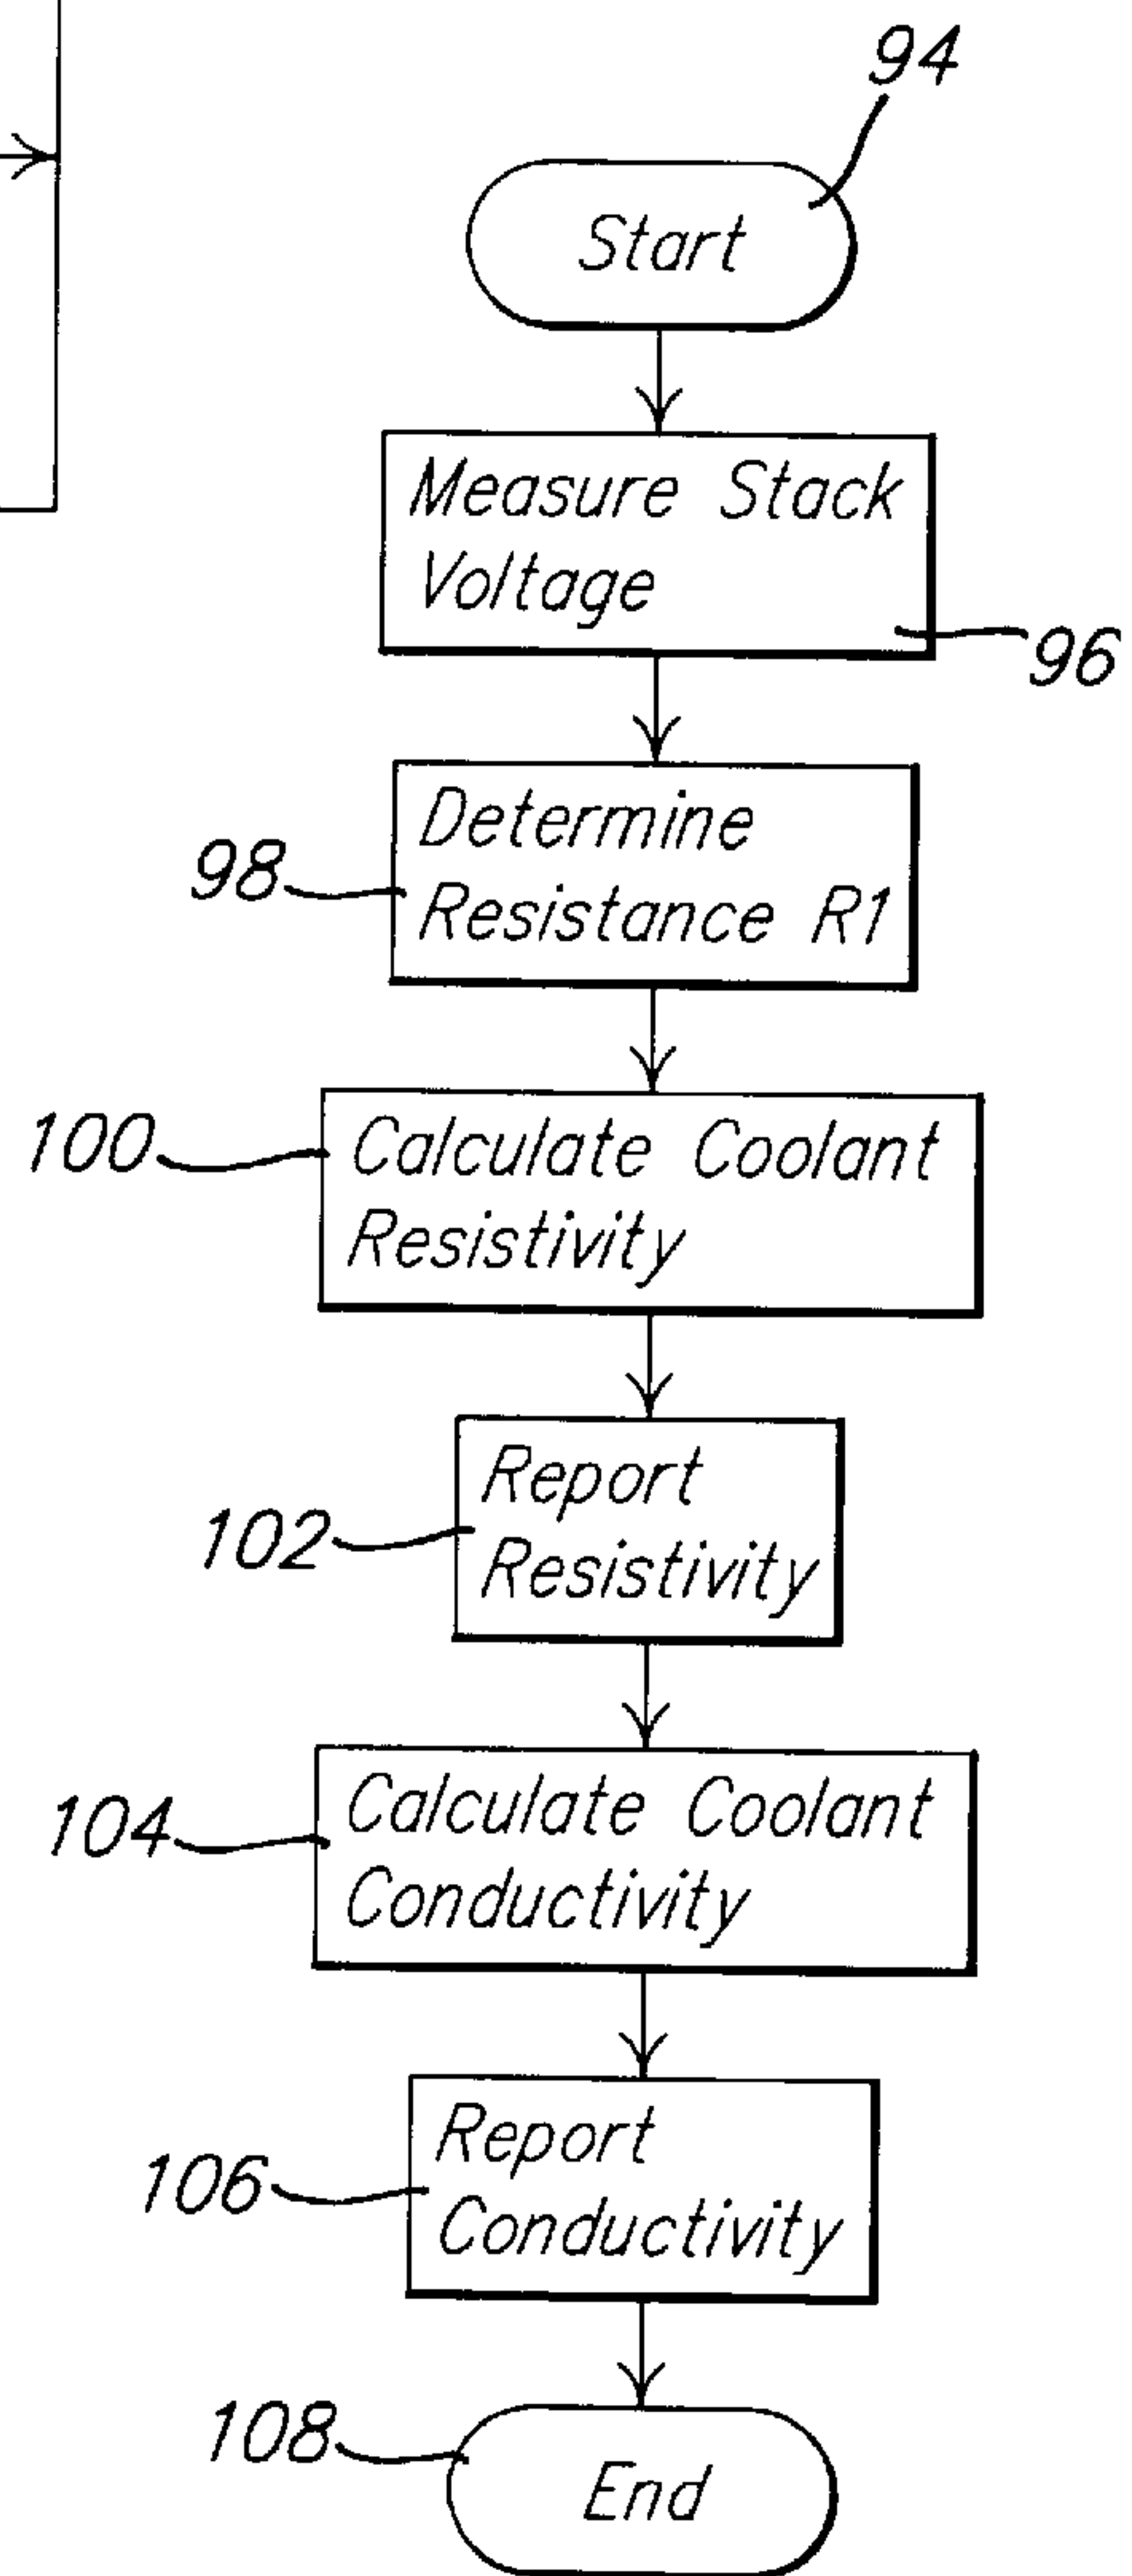 94
Start
Measure Stack
Voltage
96
98
Determine
Resistance R1
100
Calculate Coolant
Resistivity
102
Report
Resistivity
104
Calculate Coolant
Conductivity
106
Report
Conductivity
108
End